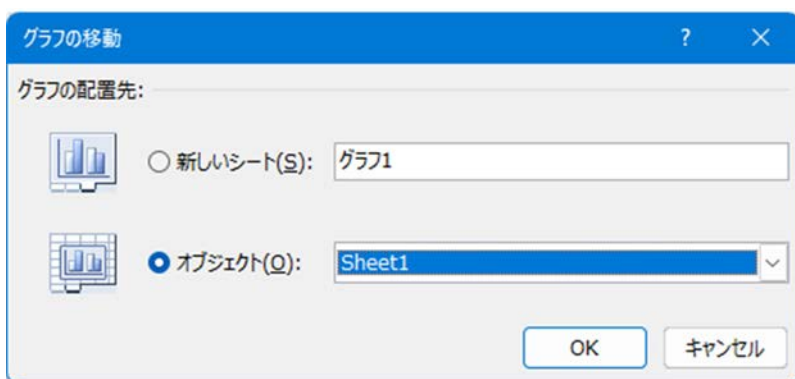 グラフの移動 ? ×
グラフの配置先:
新しいシート(S): グラフ1
オブジェクト(O): Sheet1
OK キャンセル